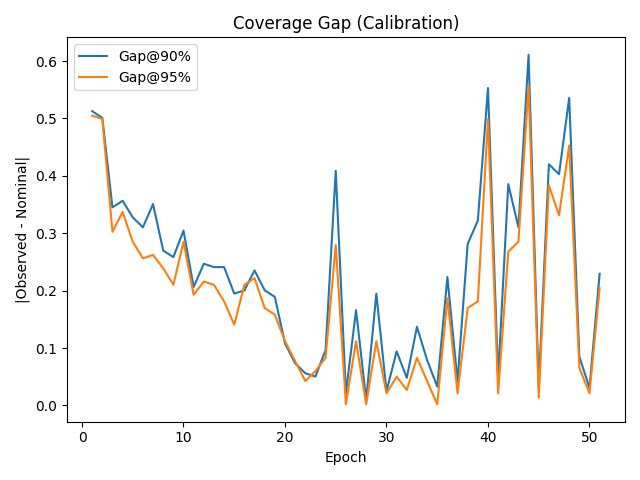 Coverage Gap (Calibration)
Gap@90%
Gap@95%
|Observed - Nominal|
0.6
0.5
0.4
0.3
0.2
0.1
0.0
0 10 20 30 40 50
Epoch